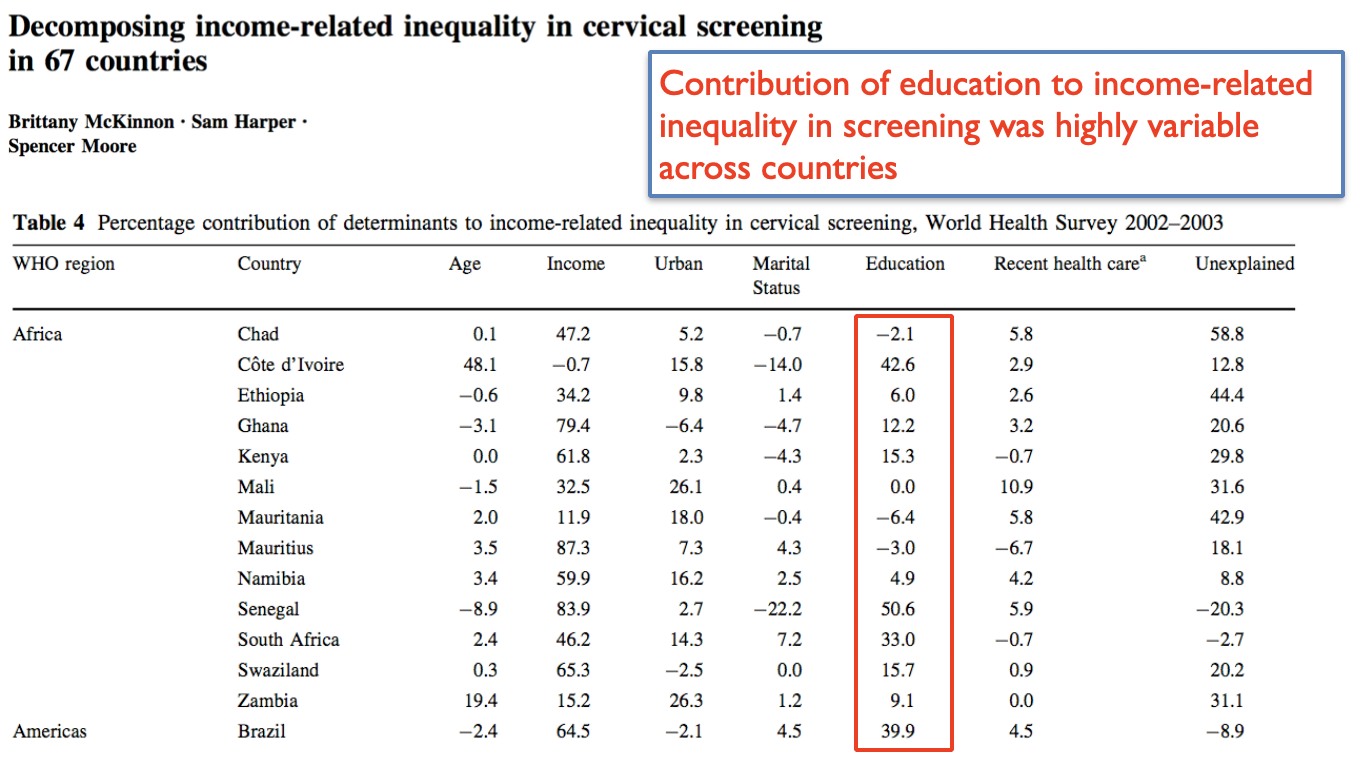 Decomposing income-related inequality in cervical screening
in 67 countries
Contribution of education to income-related
inequality in screening was highly variable
across countries
Brittany McKinnon · Sam Harper ·
Spencer Moore
Table 4 Percentage contribution of determinants to income-related inequality in cervical screening, World Health Survey 2002–2003
WHO region Country Age Income Urban Marital Status Education Recent health careᵃ Unexplained
Africa Chad 0.1 47.2 5.2 −0.7 −2.1 5.8 58.8
Côte d’Ivoire 48.1 −0.7 15.8 −14.0 42.6 2.9 12.8
Ethiopia −0.6 34.2 9.8 1.4 6.0 2.6 44.4
Ghana −3.1 79.4 −6.4 −4.7 12.2 3.2 20.6
Kenya 0.0 61.8 2.3 −4.3 15.3 −0.7 29.8
Mali −1.5 32.5 26.1 0.4 0.0 10.9 31.6
Mauritania 2.0 11.9 18.0 −0.4 −6.4 5.8 42.9
Mauritius 3.5 87.3 7.3 4.3 −3.0 −6.7 18.1
Namibia 3.4 59.9 16.2 2.5 4.9 4.2 8.8
Senegal −8.9 83.9 2.7 −22.2 50.6 5.9 −20.3
South Africa 2.4 46.2 14.3 7.2 33.0 −0.7 −2.7
Swaziland 0.3 65.3 −2.5 0.0 15.7 0.9 20.2
Zambia 19.4 15.2 26.3 1.2 9.1 0.0 31.1
Americas Brazil −2.4 64.5 −2.1 4.5 39.9 4.5 −8.9